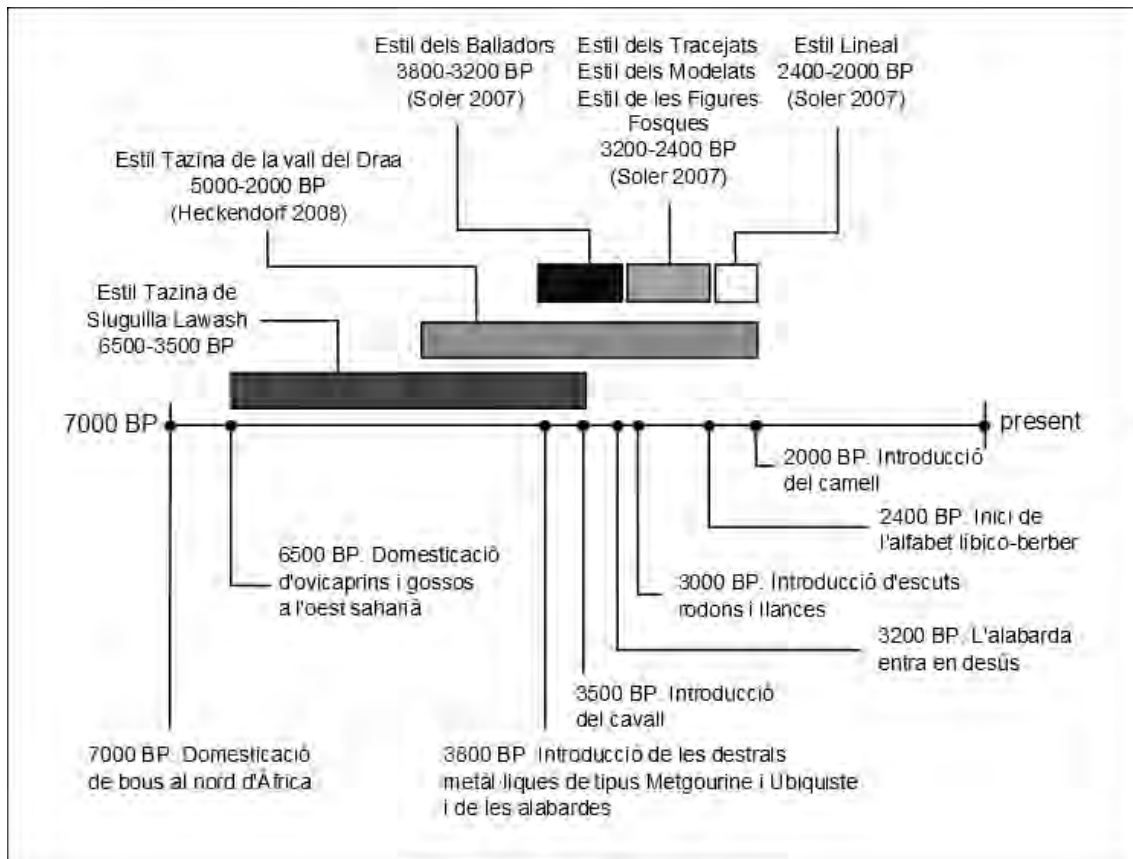 Estil dels Balladors
3800-3200 BP
(Soler 2007)
Estil dels Tracejats
Estil dels Modelats
Estil de les Figures
Fosques
3200-2400 BP
(Soler 2007)
Estil Lineal
2400-2000 BP
(Soler 2007)
Estil Tazina de la vall del Draa
5000-2000 BP
(Heckendorf 2008)
Estil Tazina de
Sluguilla Lawash
6500-3500 BP
7000 BP
present
2000 BP. Introducció
del camell
2400 BP. Inici de
l'alfabet líbico-berber
6500 BP. Domesticació
d'ovicaprins i gossos
a l'oest saharià
3000 BP. Introducció d'escuts
rodons i llances
3200 BP. L'alabarda
entra en desús
3500 BP. Introducció
del cavall
7000 BP. Domesticació
de bous al nord d'Àfrica
3800 BP. Introducció de les destrals
metàl·liques de tipus Metgourine i Ubiquiste
i de les alabardes